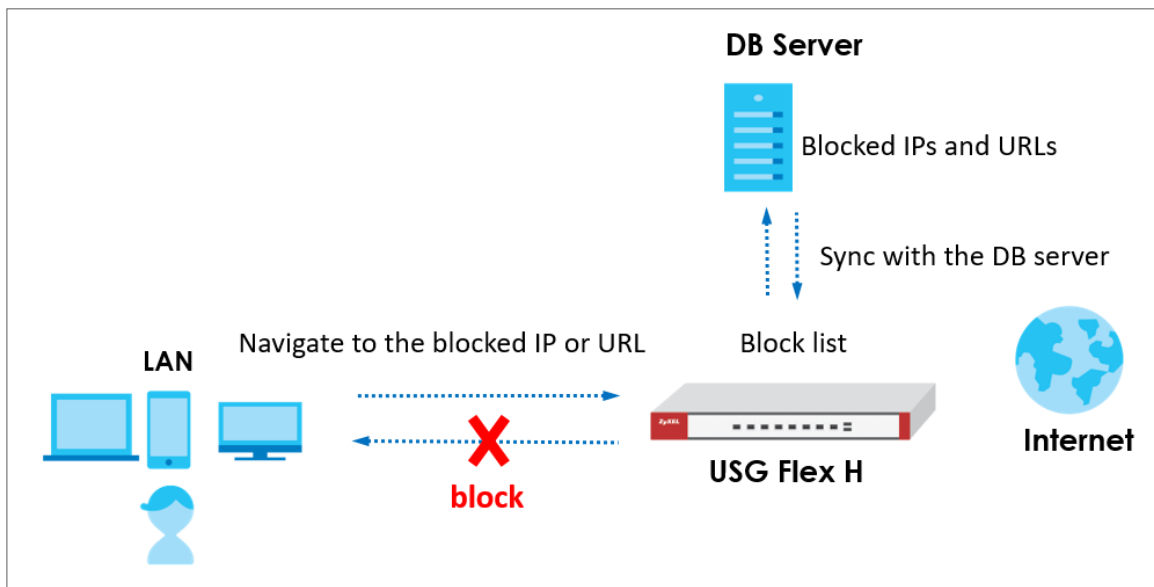 DB Server
Blocked IPs and URLs
Sync with the DB server
Navigate to the blocked IP or URL
Block list
LAN
ZyXEL
Internet
USG Flex H
block